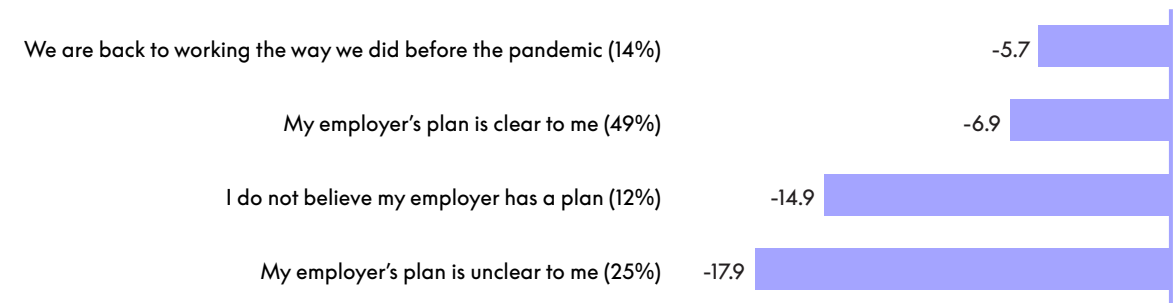 We are back to working the way we did before the pandemic (14%) -5.7
My employer’s plan is clear to me (49%) -6.9
I do not believe my employer has a plan (12%) -14.9
My employer’s plan is unclear to me (25%) -17.9